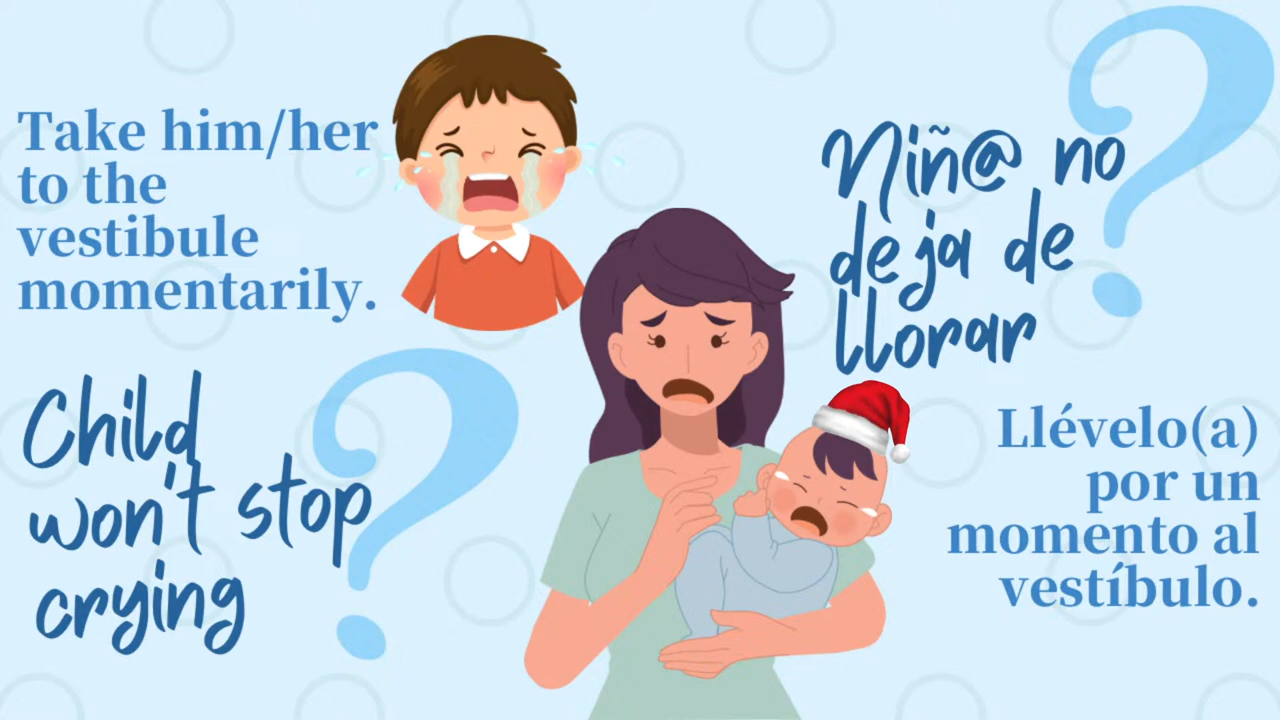 Take him/her
to the
vestibule
momentarily.
Child
won't stop
crying
?
Niñ@ no
deja de
llorar
?
Llévelo(a)
por un
momento al
vestíbulo.